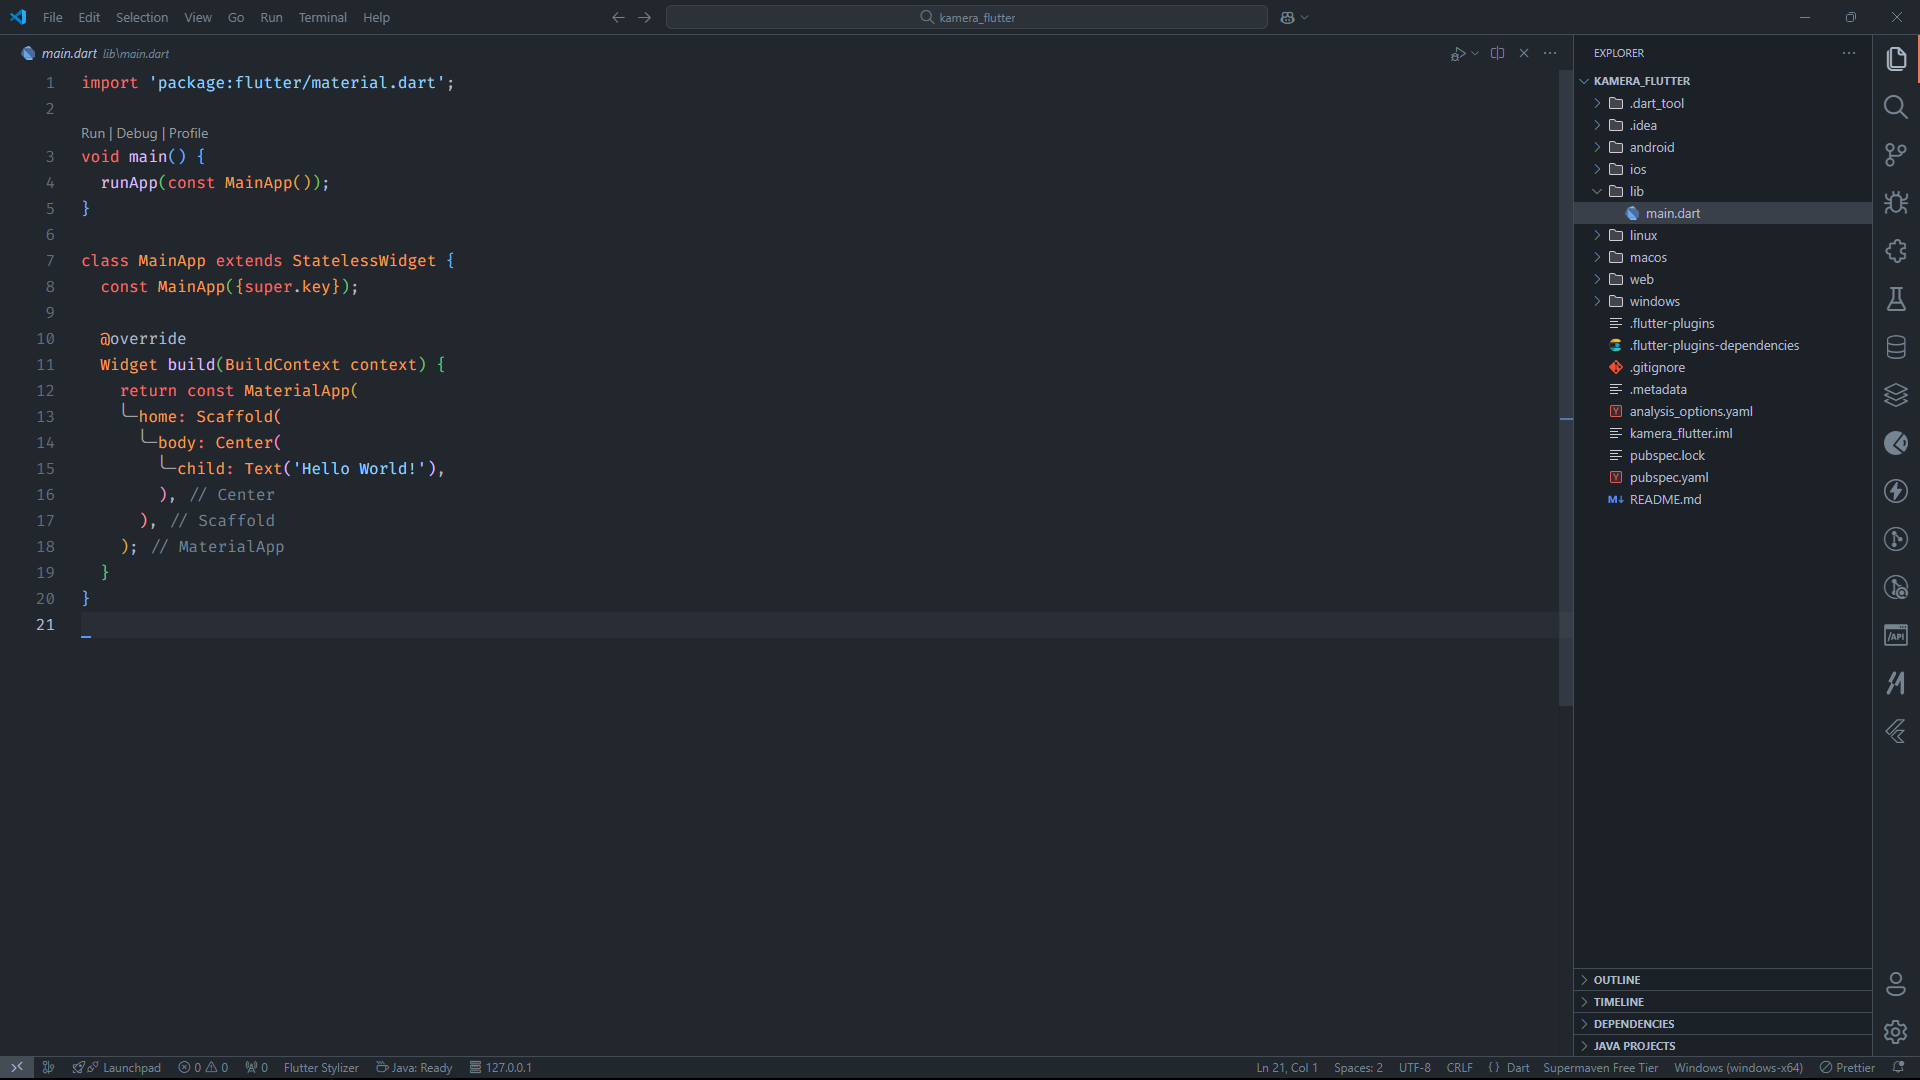 File Edit Selection View Go Run Terminal Help
kamera_flutter
main.dart lib\main.dart
1 import 'package:flutter/material.dart';
2
Run | Debug | Profile
3 void main() {
4 runApp(const MainApp());
5 }
6
7 class MainApp extends StatelessWidget {
8 const MainApp({super.key});
9
10 @override
11 Widget build(BuildContext context) {
12 return const MaterialApp(
13 home: Scaffold(
14 body: Center(
15 child: Text('Hello World!'),
16 ), // Center
17 ), // Scaffold
18 ); // MaterialApp
19 }
20 }
21
EXPLORER
KAMERA_FLUTTER
.dart_tool
.idea
android
ios
lib
main.dart
linux
macos
web
windows
.flutter-plugins
.flutter-plugins-dependencies
.gitignore
.metadata
Y analysis_options.yaml
kamera_flutter.iml
pubspec.lock
Y pubspec.yaml
M↓ README.md
OUTLINE
TIMELINE
DEPENDENCIES
JAVA PROJECTS
/API
Launchpad 0 0 0 Flutter Stylizer Java: Ready 127.0.0.1
Ln 21, Col 1 Spaces: 2 UTF-8 CRLF {} Dart Supermaven Free Tier Windows (windows-x64) Prettier